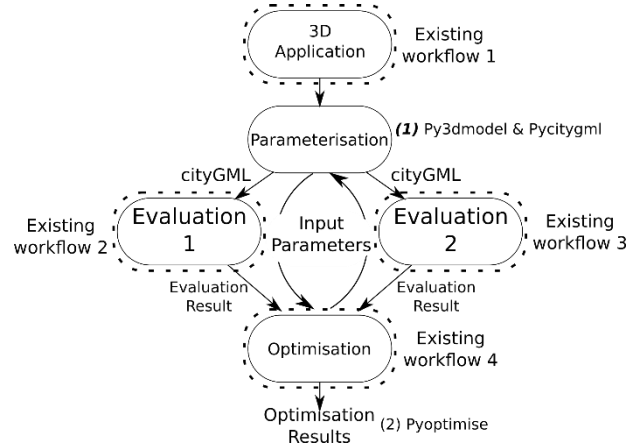 3D
Application
Existing
workflow 1
Parameterisation
(1) Py3dmodel & Pycitygml
cityGML
cityGML
Existing
workflow 2
Evaluation
1
Input
Parameters
Evaluation
2
Existing
workflow 3
Evaluation
Result
Evaluation
Result
Optimisation
Existing
workflow 4
Optimisation
Results
(2) Pyoptimise